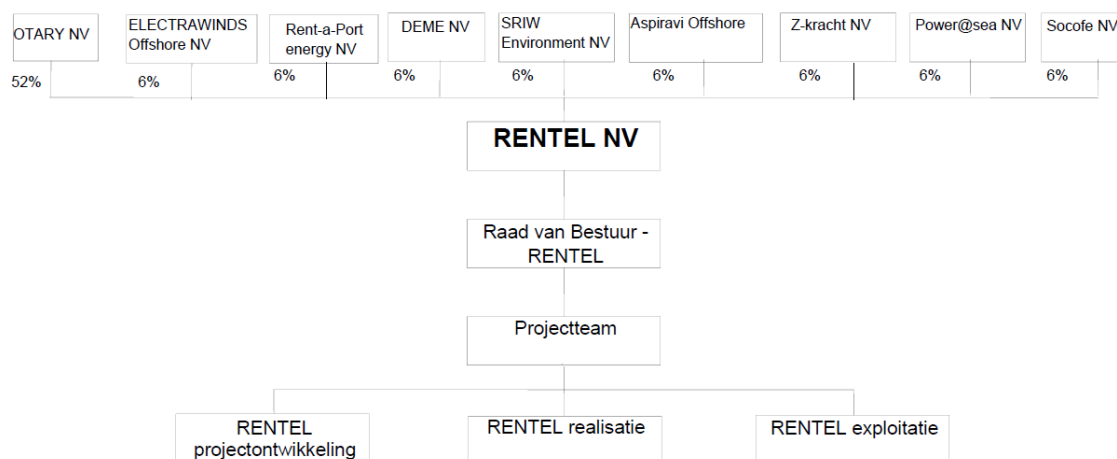 OTARY NV
ELECTRAWINDS
Offshore NV
Rent-a-Port
energy NV
DEME NV
SRIW
Environment NV
Aspiravi Offshore
Z-kracht NV
Power@sea NV
Socofe NV
52%
6%
6%
6%
6%
6%
6%
6%
6%
RENTEL NV
Raad van Bestuur -
RENTEL
Projectteam
RENTEL
projectontwikkeling
RENTEL realisatie
RENTEL exploitatie